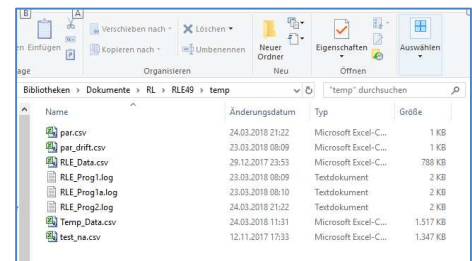 B A
Verschieben nach Löschen
en Einfügen Kopieren nach Umbenennen Neuer Ordner Eigenschaften Auswählen
age Organisieren Neu Öffnen
Bibliotheken > Dokumente > RL > RLE49 > temp "temp" durchsuchen
Name Änderungsdatum Typ Größe
par.csv 24.03.2018 21:22 Microsoft Excel-C... 1 KB
par_drift.csv 23.03.2018 08:09 Microsoft Excel-C... 1 KB
RLE_Data.csv 29.12.2017 23:53 Microsoft Excel-C... 788 KB
RLE_Prog1.log 23.03.2018 08:09 Textdokument 2 KB
RLE_Prog1a.log 23.03.2018 08:10 Textdokument 2 KB
RLE_Prog2.log 24.03.2018 21:22 Textdokument 2 KB
Temp_Data.csv 24.03.2018 11:31 Microsoft Excel-C... 1.517 KB
test_na.csv 12.11.2017 17:33 Microsoft Excel-C... 1.347 KB